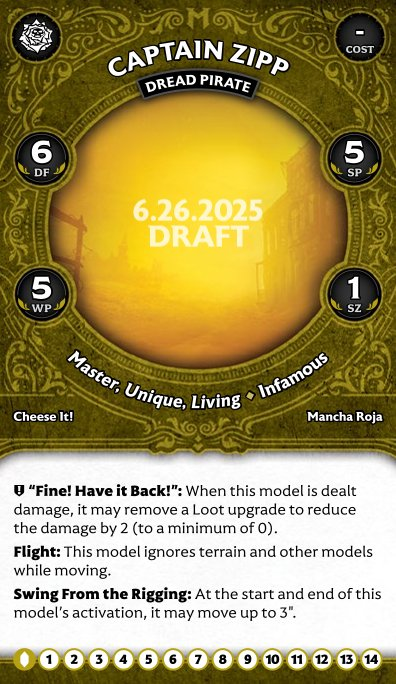 CAPTAIN ZIPP
DREAD PIRATE
-
COST
6
DF
5
SP
6.26.2025
DRAFT
5
WP
1
SZ
Master, Unique, Living ◆ Infamous
Cheese It!
Mancha Roja
“Fine! Have it Back!”: When this model is dealt
damage, it may remove a Loot upgrade to reduce
the damage by 2 (to a minimum of 0).
Flight: This model ignores terrain and other models
while moving.
Swing From the Rigging: At the start and end of this
model’s activation, it may move up to 3".
1 2 3 4 5 6 7 8 9 10 11 12 13 14